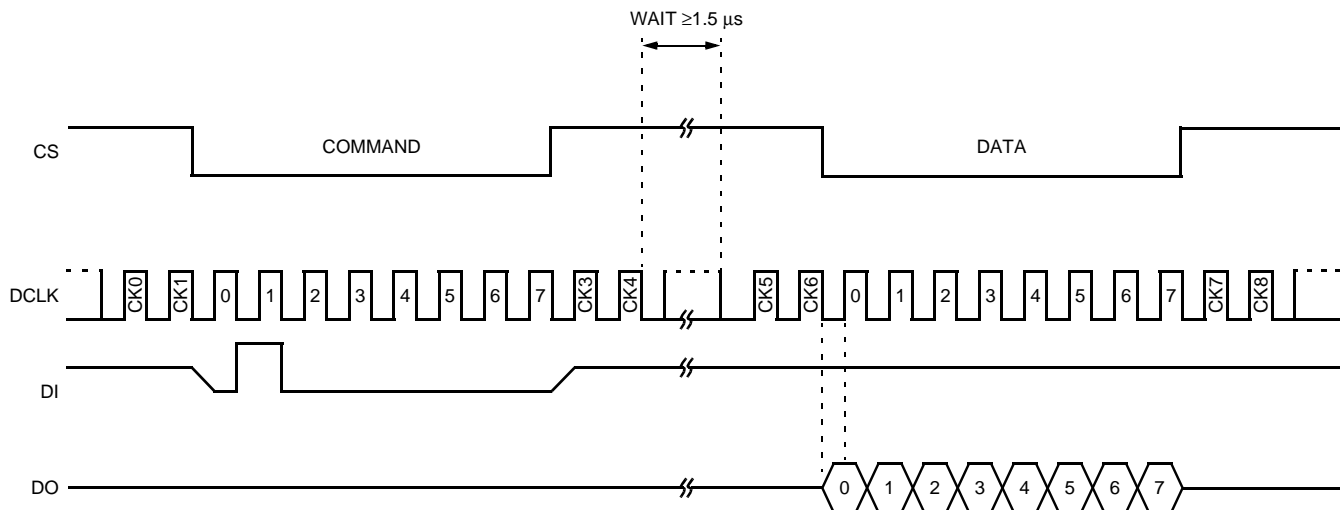 WAIT ≥1.5 µs
CS COMMAND DATA
DCLK CK0 CK1 0 1 2 3 4 5 6 7 CK3 CK4 CK5 CK6 0 1 2 3 4 5 6 7 CK7 CK8
DI
DO 0 1 2 3 4 5 6 7